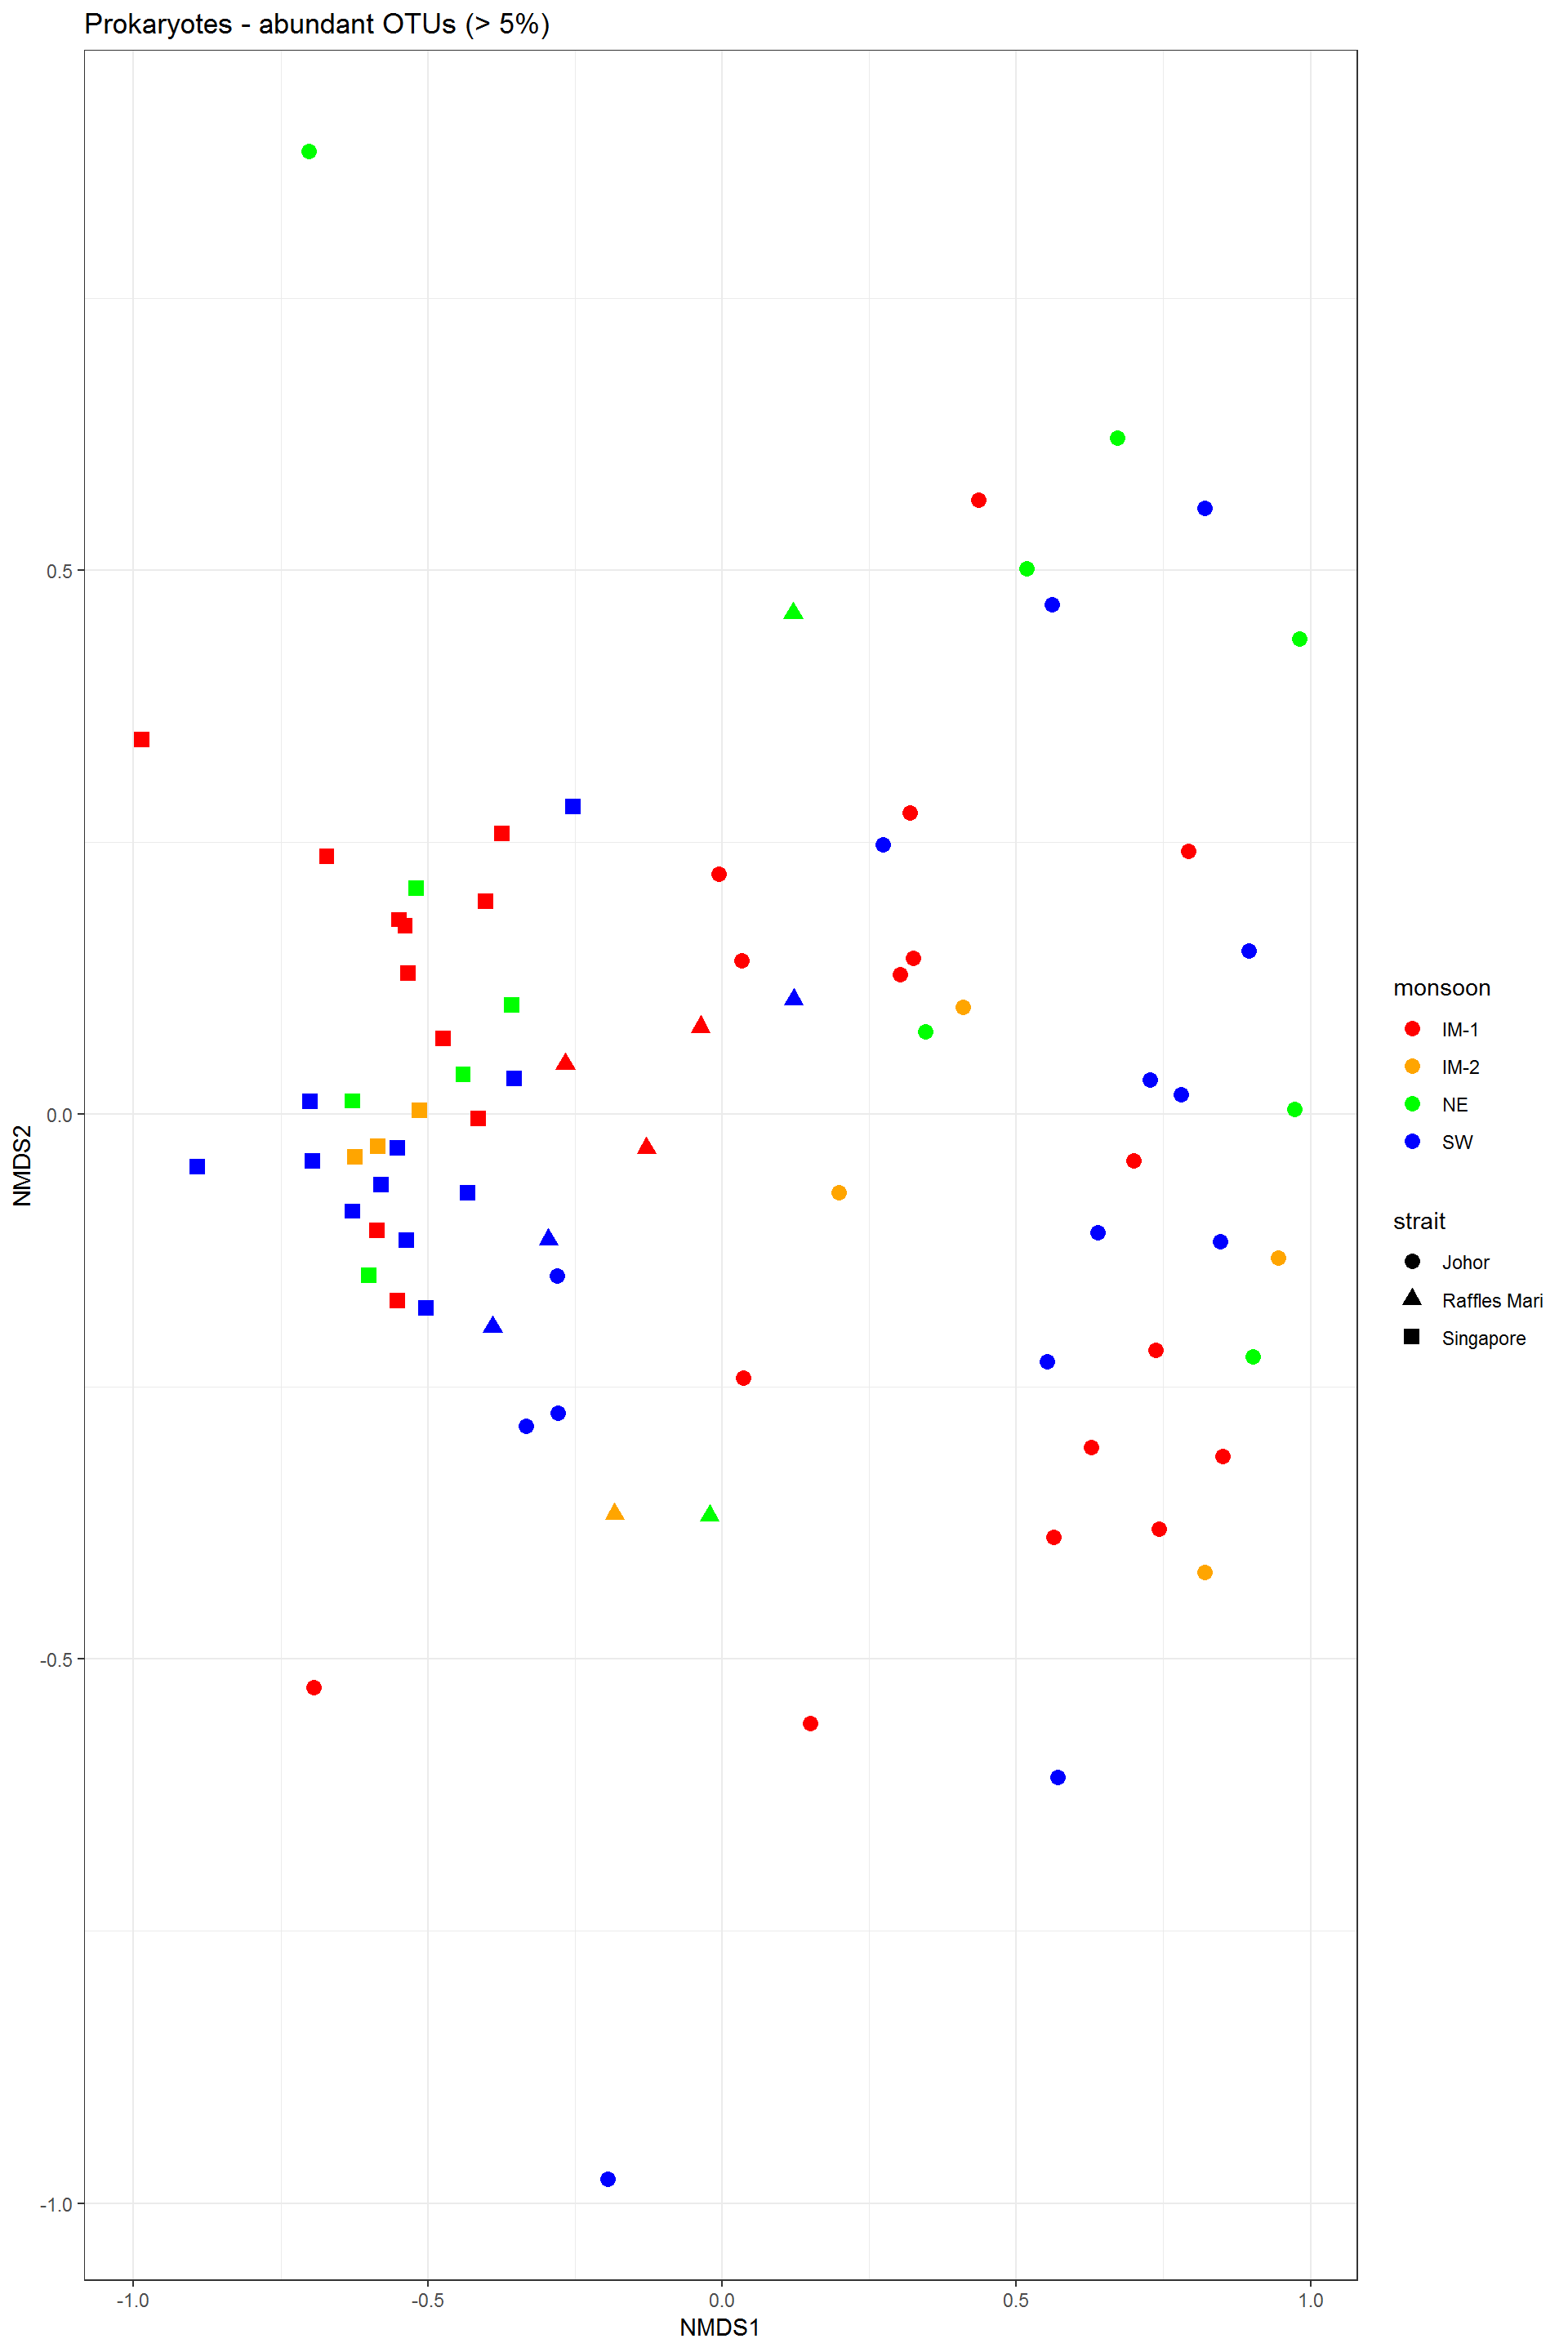 Prokaryotes - abundant OTUs (> 5%)
0.5
0.0
-0.5
-1.0
NMDS2
-1.0
-0.5
0.0
0.5
1.0
NMDS1
monsoon
IM-1
IM-2
NE
SW
strait
Johor
Raffles Mari
Singapore